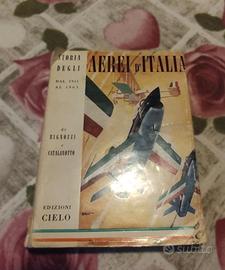 STORIA
DEGLI
AEREI D'ITALIA
DAL 1911
AL 1961
di
BIGNOZZI
e
CATALANOTTO
EDIZIONI
CIELO
subito